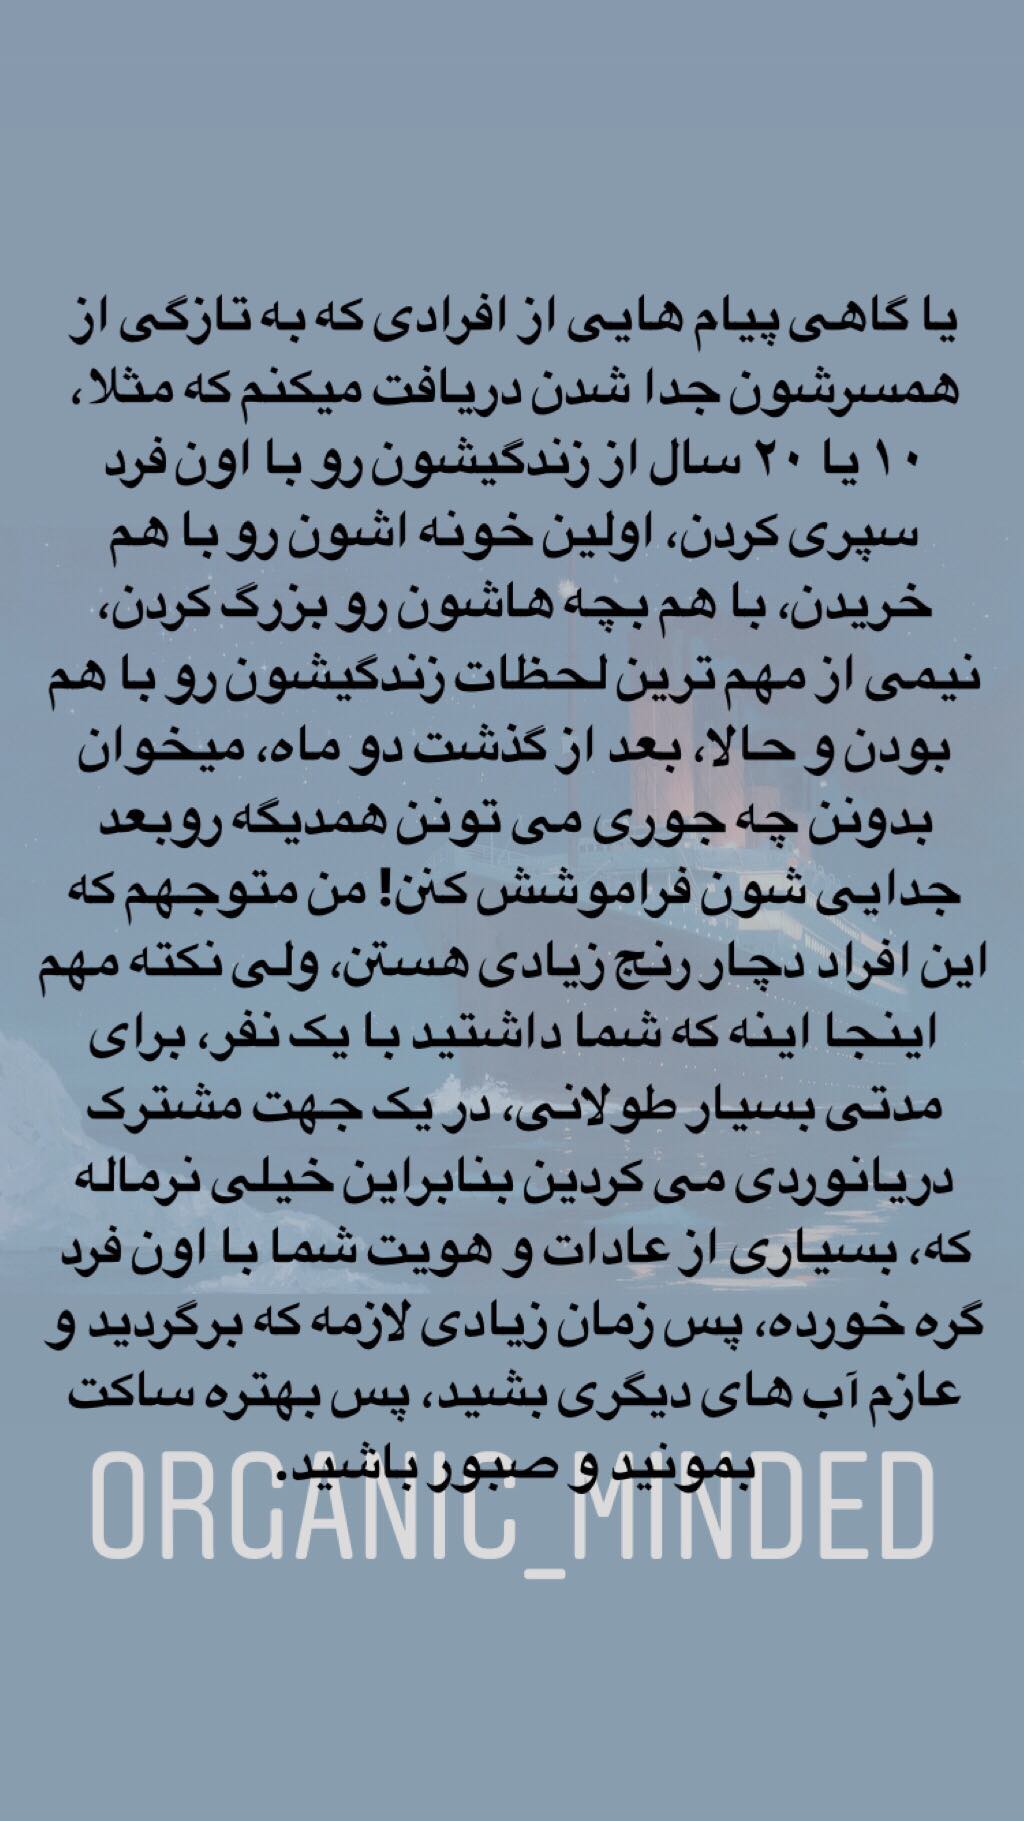 یا گاهی پیام هایی از افرادی که به تازگی از
همسرشون جدا شدن دریافت میکنم که مثلا،
۱۰ یا ۲۰ سال از زندگیشون رو با اون فرد
سپری کردن، اولین خونه اشون رو با هم
خریدن، با هم بچه هاشون رو بزرگ کردن،
نیمی از مهم ترین لحظات زندگیشون رو با هم
بودن و حالا، بعد از گذشت دو ماه، میخوان
بدونن چه جوری می تونن همدیگه روبعد
جدایی شون فراموشش کنن! من متوجهم که
این افراد دچار رنج زیادی هستن، ولی نکته مهم
اینجا اینه که شما داشتید با یک نفر، برای
مدتی بسیار طولانی، در یک جهت مشترک
دریانوردی می کردین بنابراین خیلی نرماله
که، بسیاری از عادات و هویت شما با اون فرد
گره خورده، پس زمان زیادی لازمه که برگردید و
عازم آب های دیگری بشید، پس بهتره ساکت
بمونید و صبور باشید.
ORGANIC_MINDED